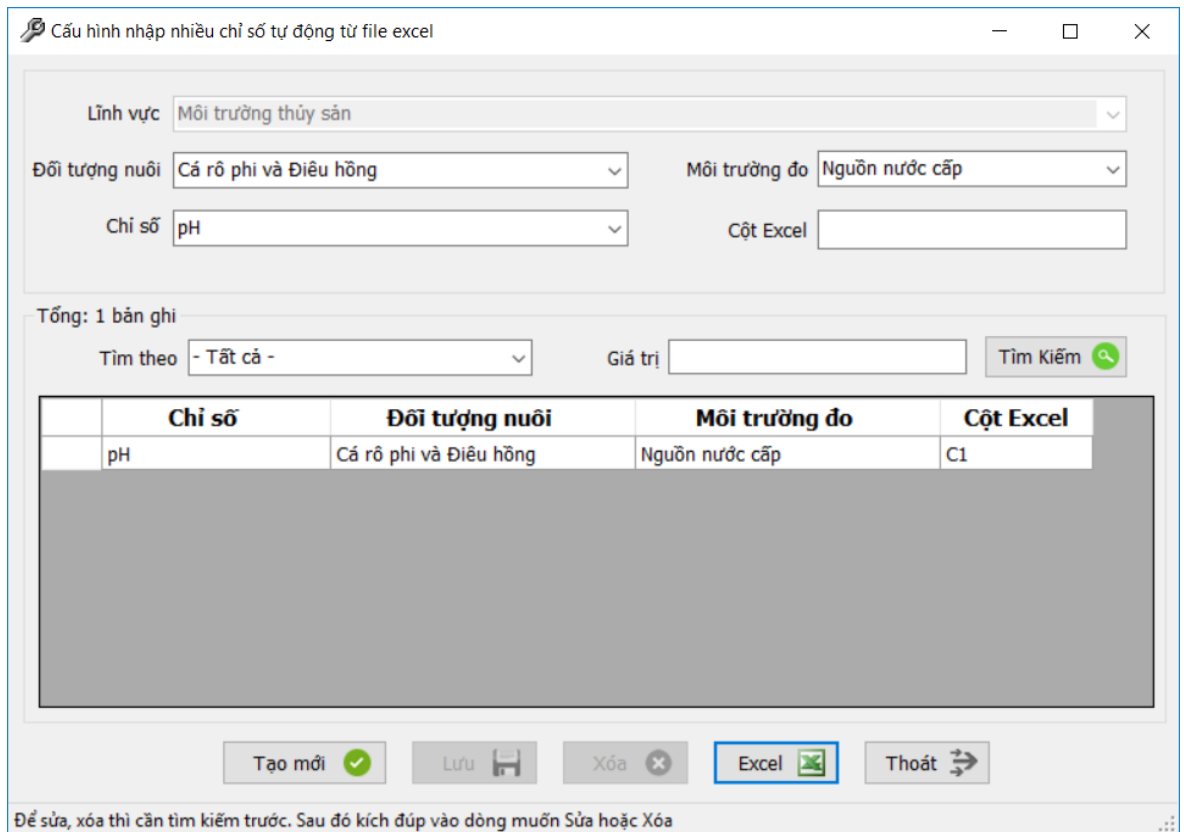 Cấu hình nhập nhiều chỉ số tự động từ file excel
Lĩnh vực Môi trường thủy sản
Đối tượng nuôi Cá rô phi và Điêu hồng Môi trường đo Nguồn nước cấp
Chỉ số pH Cột Excel
Tổng: 1 bản ghi
Tìm theo - Tất cả - Giá trị Tìm Kiếm
Chỉ số Đối tượng nuôi Môi trường đo Cột Excel
pH Cá rô phi và Điêu hồng Nguồn nước cấp C1
Tạo mới Lưu Xóa Excel Thoát
Để sửa, xóa thì cần tìm kiếm trước. Sau đó kích đúp vào dòng muốn Sửa hoặc Xóa